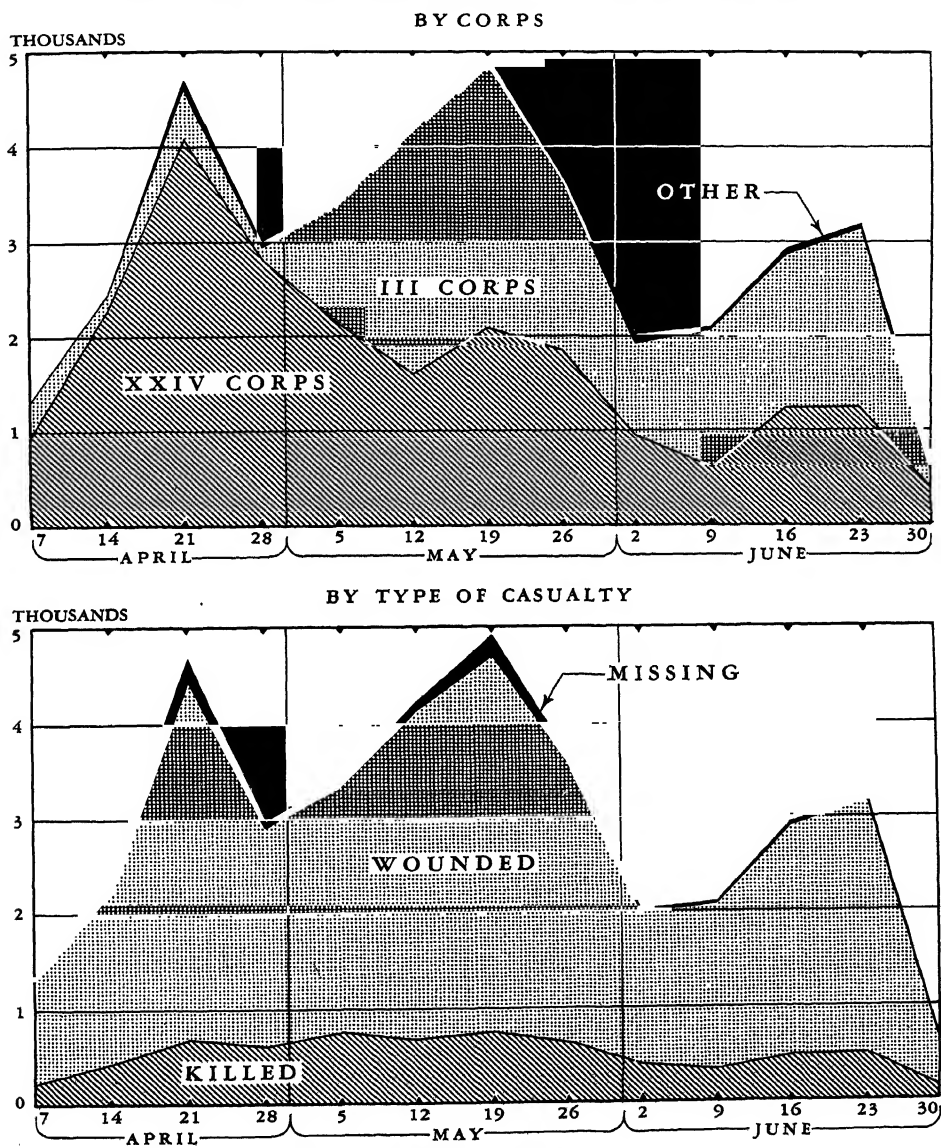 BY CORPS
THOUSANDS
5
4
OTHER
3
III CORPS
2
XXIV CORPS
1
0
7 14 21 28 5 12 19 26 2 9 16 23 30
APRIL MAY JUNE
BY TYPE OF CASUALTY
THOUSANDS
5
MISSING
4
3
WOUNDED
2
1
KILLED
0
7 14 21 28 5 12 19 26 2 9 16 23 30
APRIL MAY JUNE